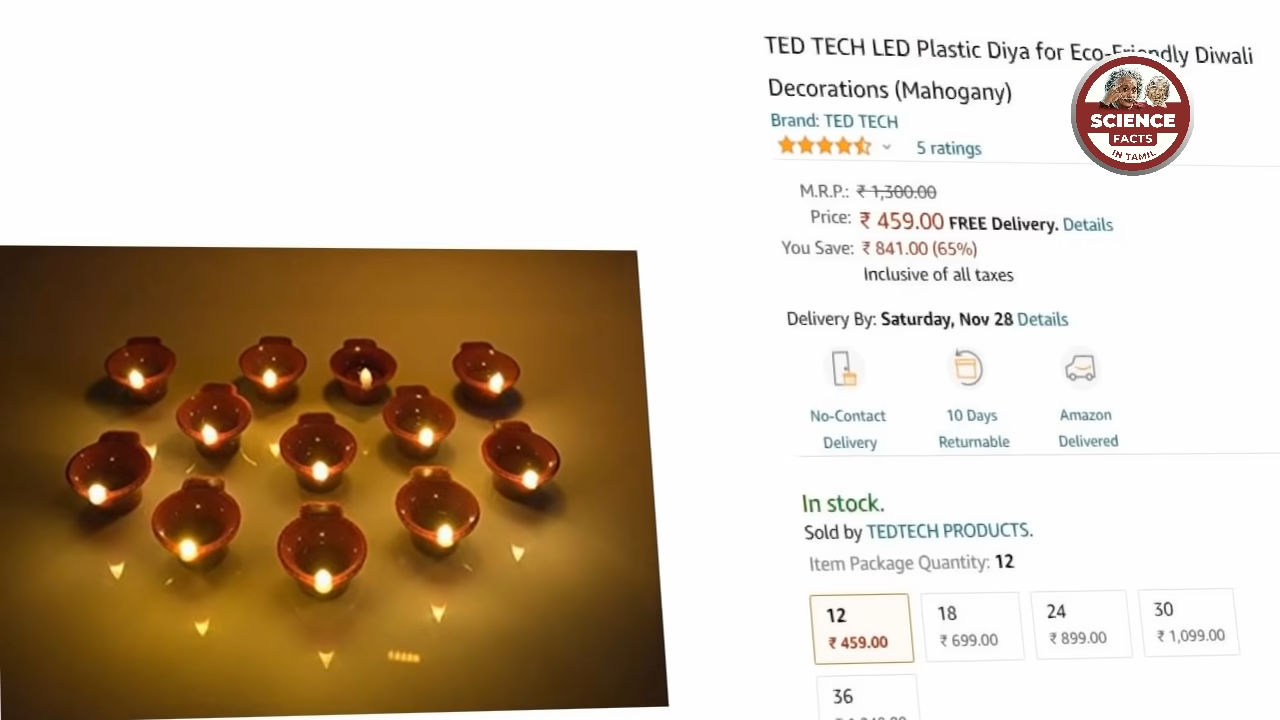 TED TECH LED Plastic Diya for Eco-Friendly Diwali
Decorations (Mahogany)
Brand: TED TECH
5 ratings
SCIENCE
FACTS
IN TAMIL
M.R.P.: ₹ 1,300.00
Price: ₹ 459.00 FREE Delivery. Details
You Save: ₹ 841.00 (65%)
Inclusive of all taxes
Delivery By: Saturday, Nov 28 Details
No-Contact
Delivery
10 Days
Returnable
Amazon
Delivered
In stock.
Sold by TEDTECH PRODUCTS.
Item Package Quantity: 12
12
₹ 459.00
18
₹ 699.00
24
₹ 899.00
30
₹ 1,099.00
36